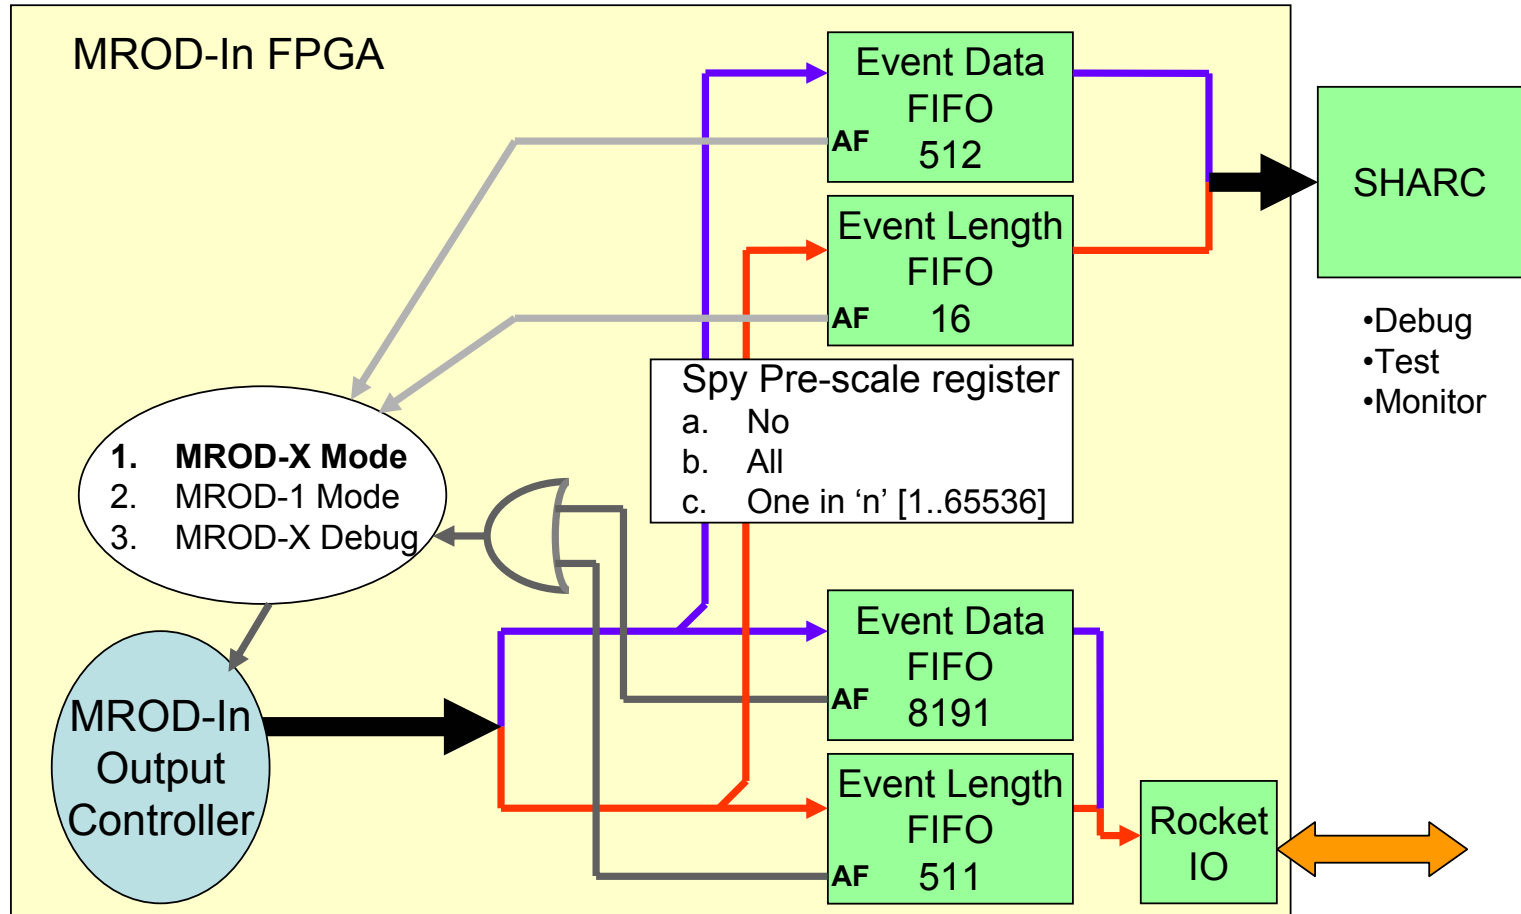 MROD-In FPGA
Event Data
FIFO
512
AF
Event Length
FIFO
16
AF
SHARC
•Debug
•Test
•Monitor
Spy Pre-scale register
a. No
b. All
c. One in ‘n’ [1..65536]
1. MROD-X Mode
2. MROD-1 Mode
3. MROD-X Debug
MROD-In
Output
Controller
Event Data
FIFO
8191
AF
Event Length
FIFO
511
AF
Rocket
IO